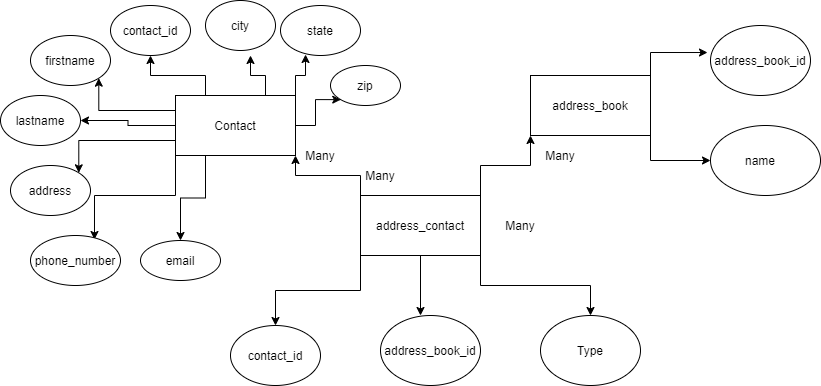 contact_id
city
state
firstname
zip
lastname
Contact
address
phone_number
email
Many
Many
address_contact
Many
Many
address_book
address_book_id
name
contact_id
address_book_id
Type